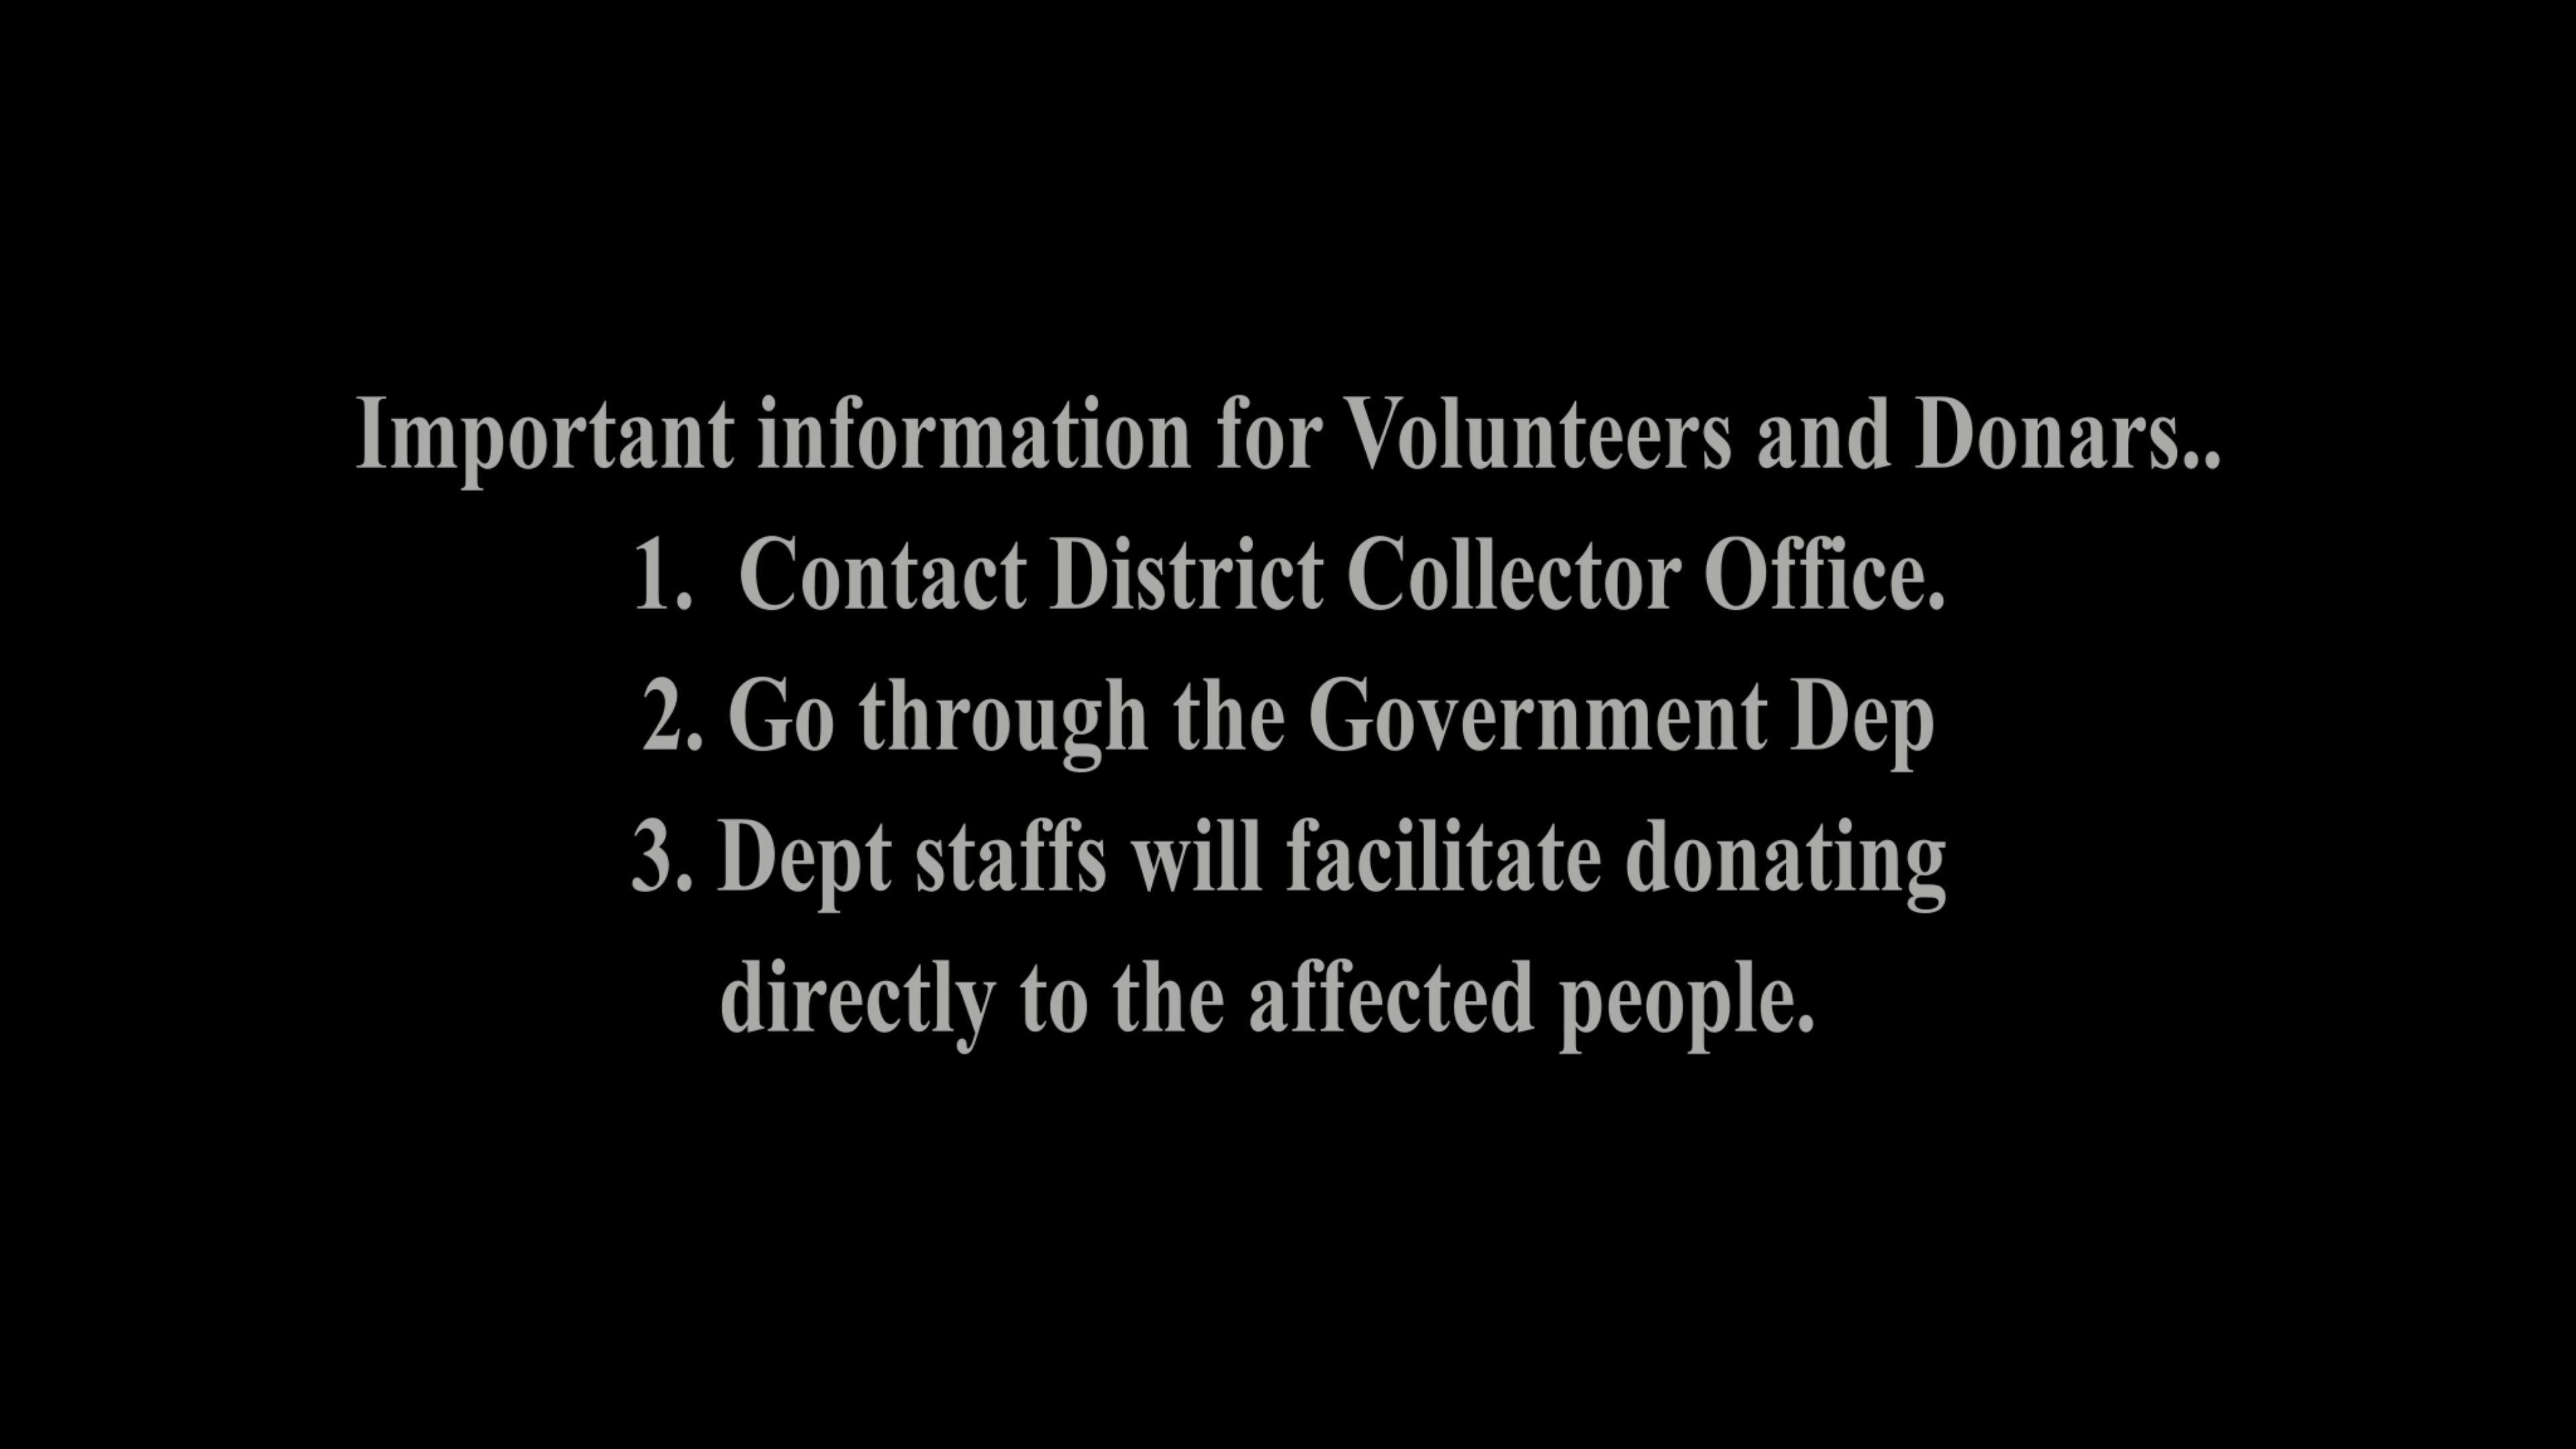 Important information for Volunteers and Donars..
1. Contact District Collector Office.
2. Go through the Government Dep
3. Dept staffs will facilitate donating
directly to the affected people.